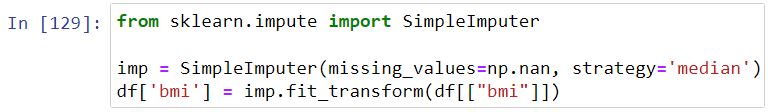 In [129]: from sklearn.impute import SimpleImputer
imp = SimpleImputer(missing_values=np.nan, strategy='median')
df['bmi'] = imp.fit_transform(df[["bmi"]])